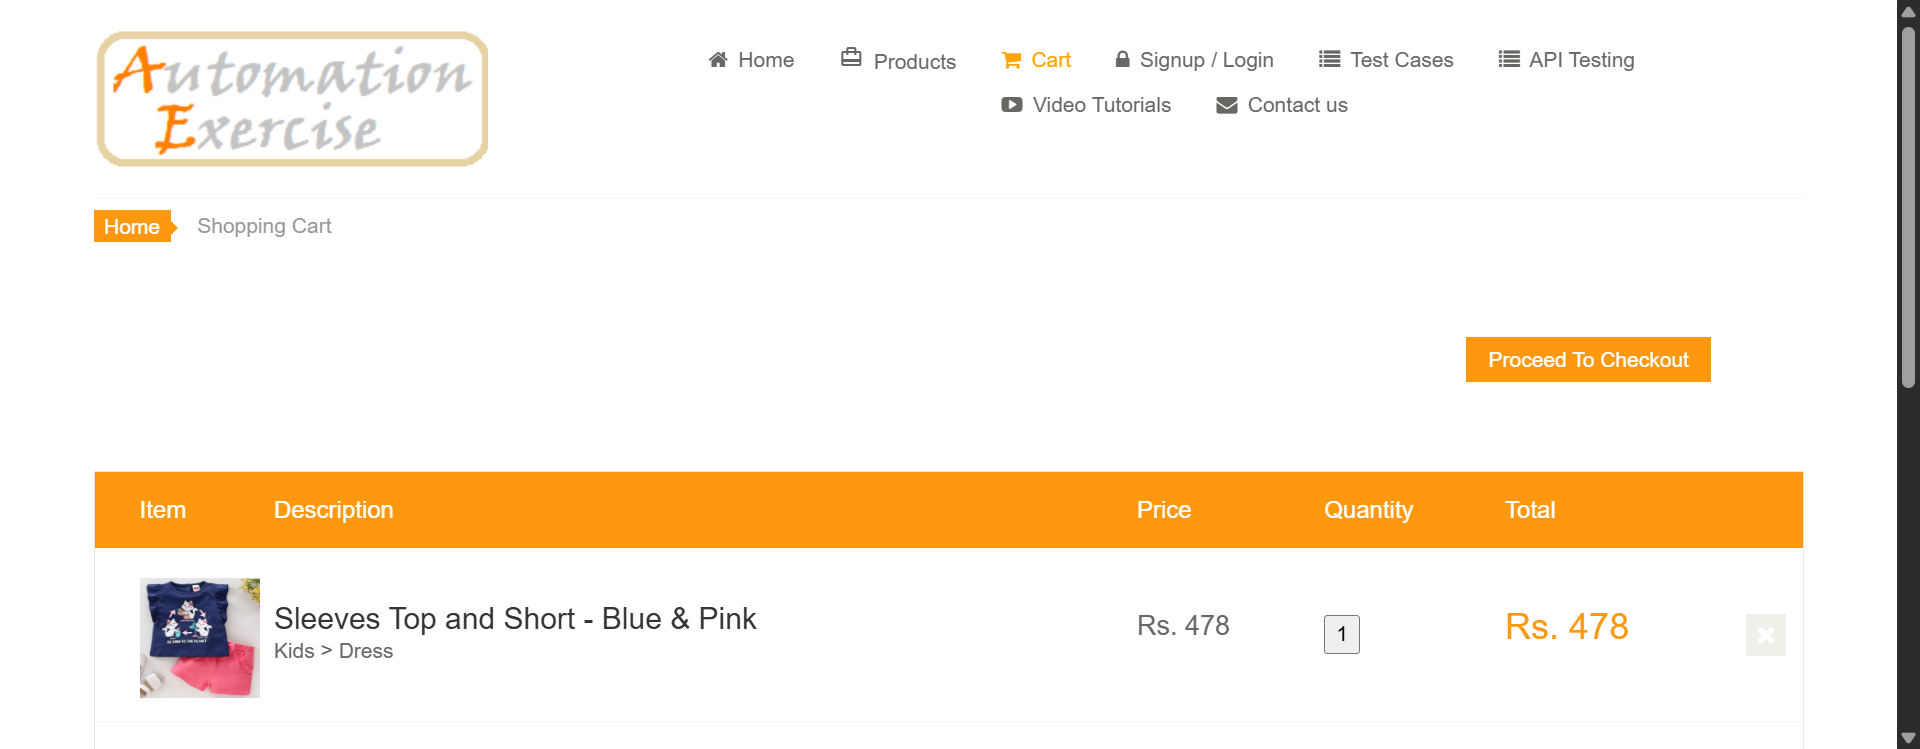 Automation
Exercise
Home
Products
Cart
Signup / Login
Test Cases
API Testing
Video Tutorials
Contact us
Home
Shopping Cart
Proceed To Checkout
Item Description Price Quantity Total
Sleeves Top and Short - Blue & Pink
Kids > Dress
Rs. 478
1
Rs. 478